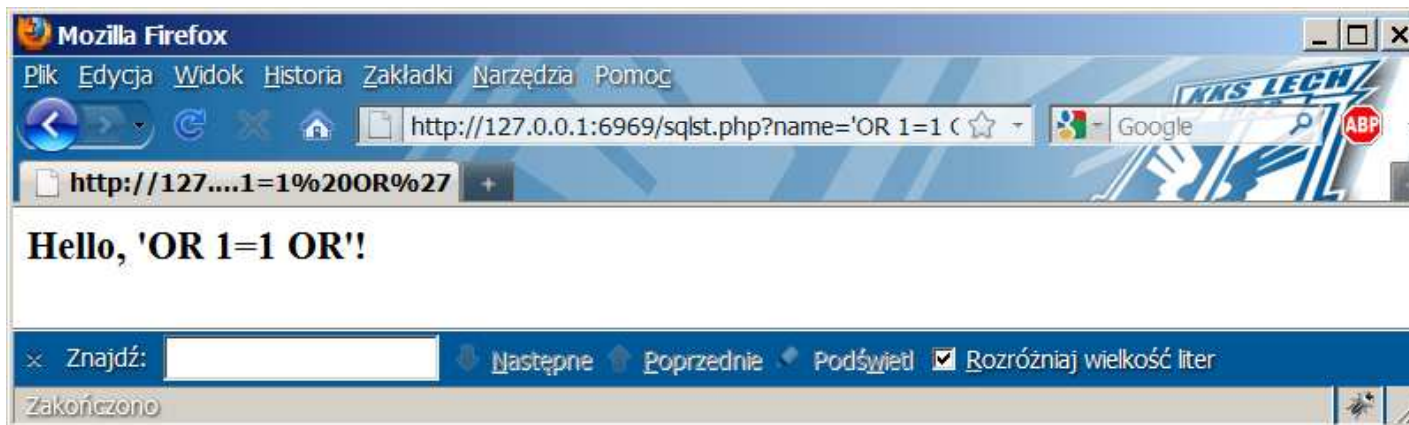 Mozilla Firefox
Plik Edycja Widok Historia Zakładki Narzędzia Pomoc
KKS LECH
http://127.0.0.1:6969/sqlst.php?name='OR 1=1 (
Google
ABP
http://127....1=1%20OR%27
Hello, 'OR 1=1 OR'!
Znajdź: Następne Poprzednie Podświetl Rozróżniaj wielkość liter
Zakończono